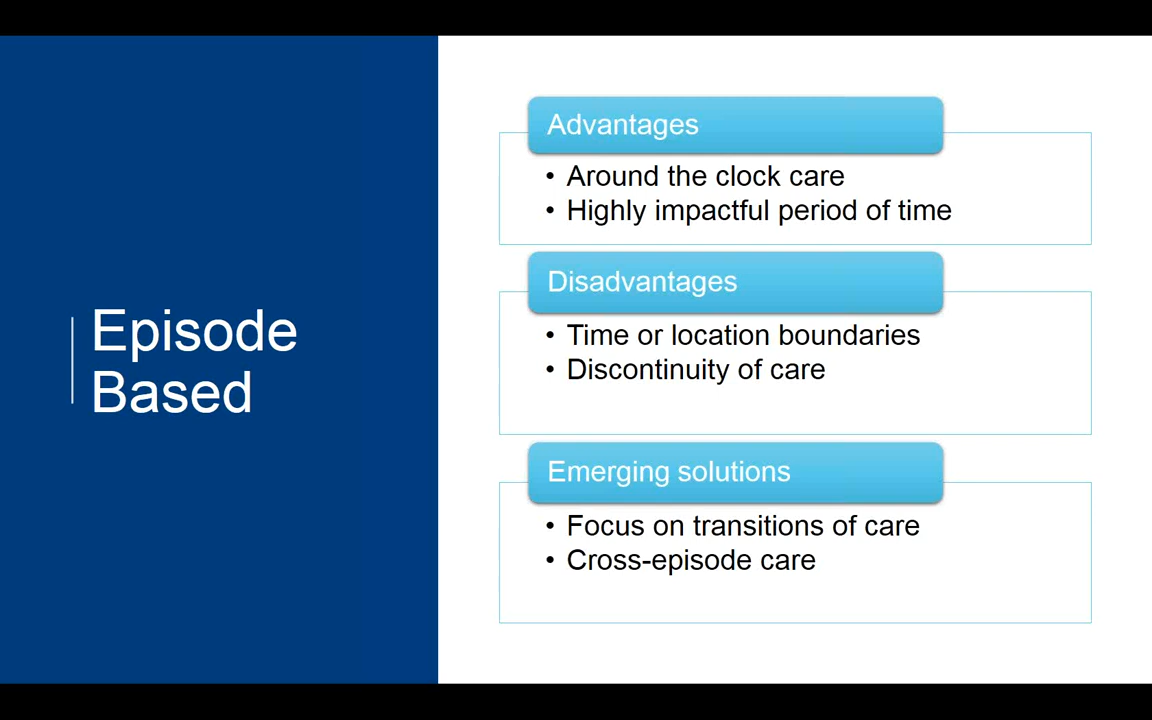 Episode
Based
Advantages
• Around the clock care
• Highly impactful period of time
Disadvantages
• Time or location boundaries
• Discontinuity of care
Emerging solutions
• Focus on transitions of care
• Cross-episode care